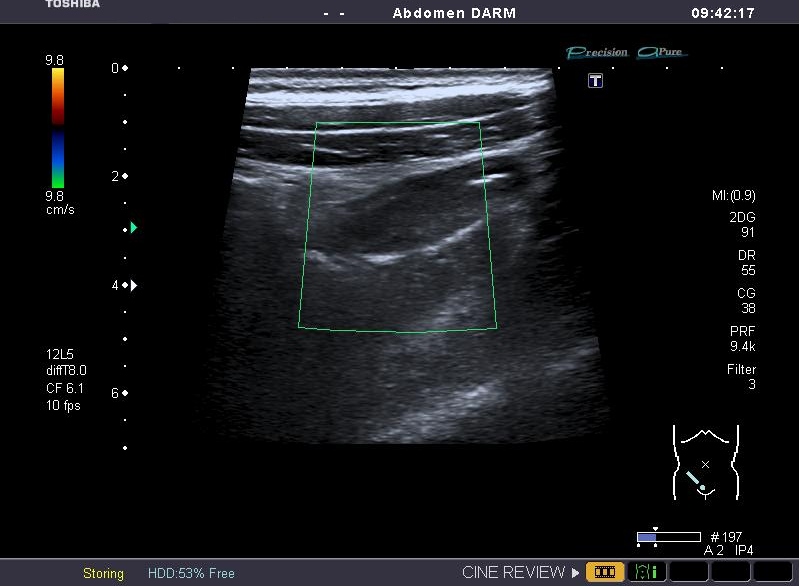 TOSHIBA
- - Abdomen DARM 09:42:17
Precision APure
9.8
0
T
2
9.8
cm/s
MI:(0.9)
2DG
91
DR
55
4
CG
38
PRF
9.4k
12L5
diffT8.0
CF 6.1
10 fps
Filter
3
6
#197
A 2 IP4
Storing HDD:53% Free CINE REVIEW